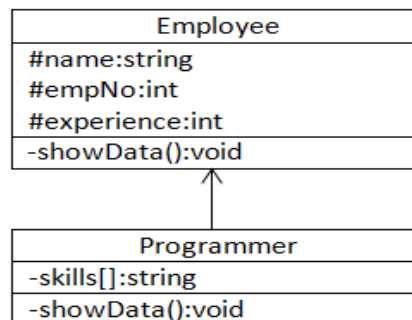 Employee
#name:string
#empNo:int
#experience:int
-showData():void
Programmer
-skills[]:string
-showData():void